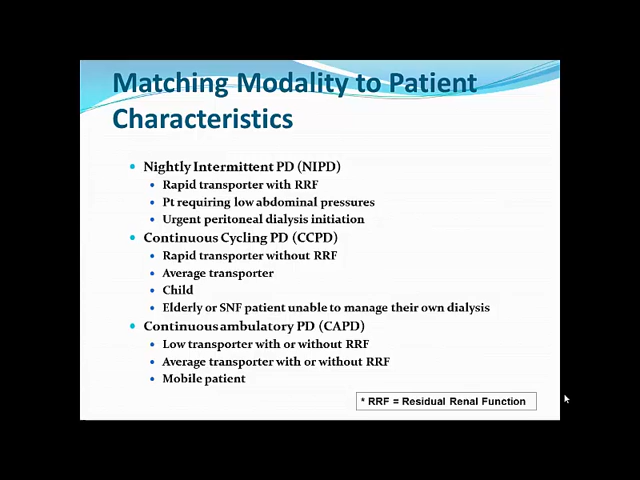 Matching Modality to Patient
Characteristics
• Nightly Intermittent PD (NIPD)
• Rapid transporter with RRF
• Pt requiring low abdominal pressures
• Urgent peritoneal dialysis initiation
• Continuous Cycling PD (CCPD)
• Rapid transporter without RRF
• Average transporter
• Child
• Elderly or SNF patient unable to manage their own dialysis
• Continuous ambulatory PD (CAPD)
• Low transporter with or without RRF
• Average transporter with or without RRF
• Mobile patient
* RRF = Residual Renal Function